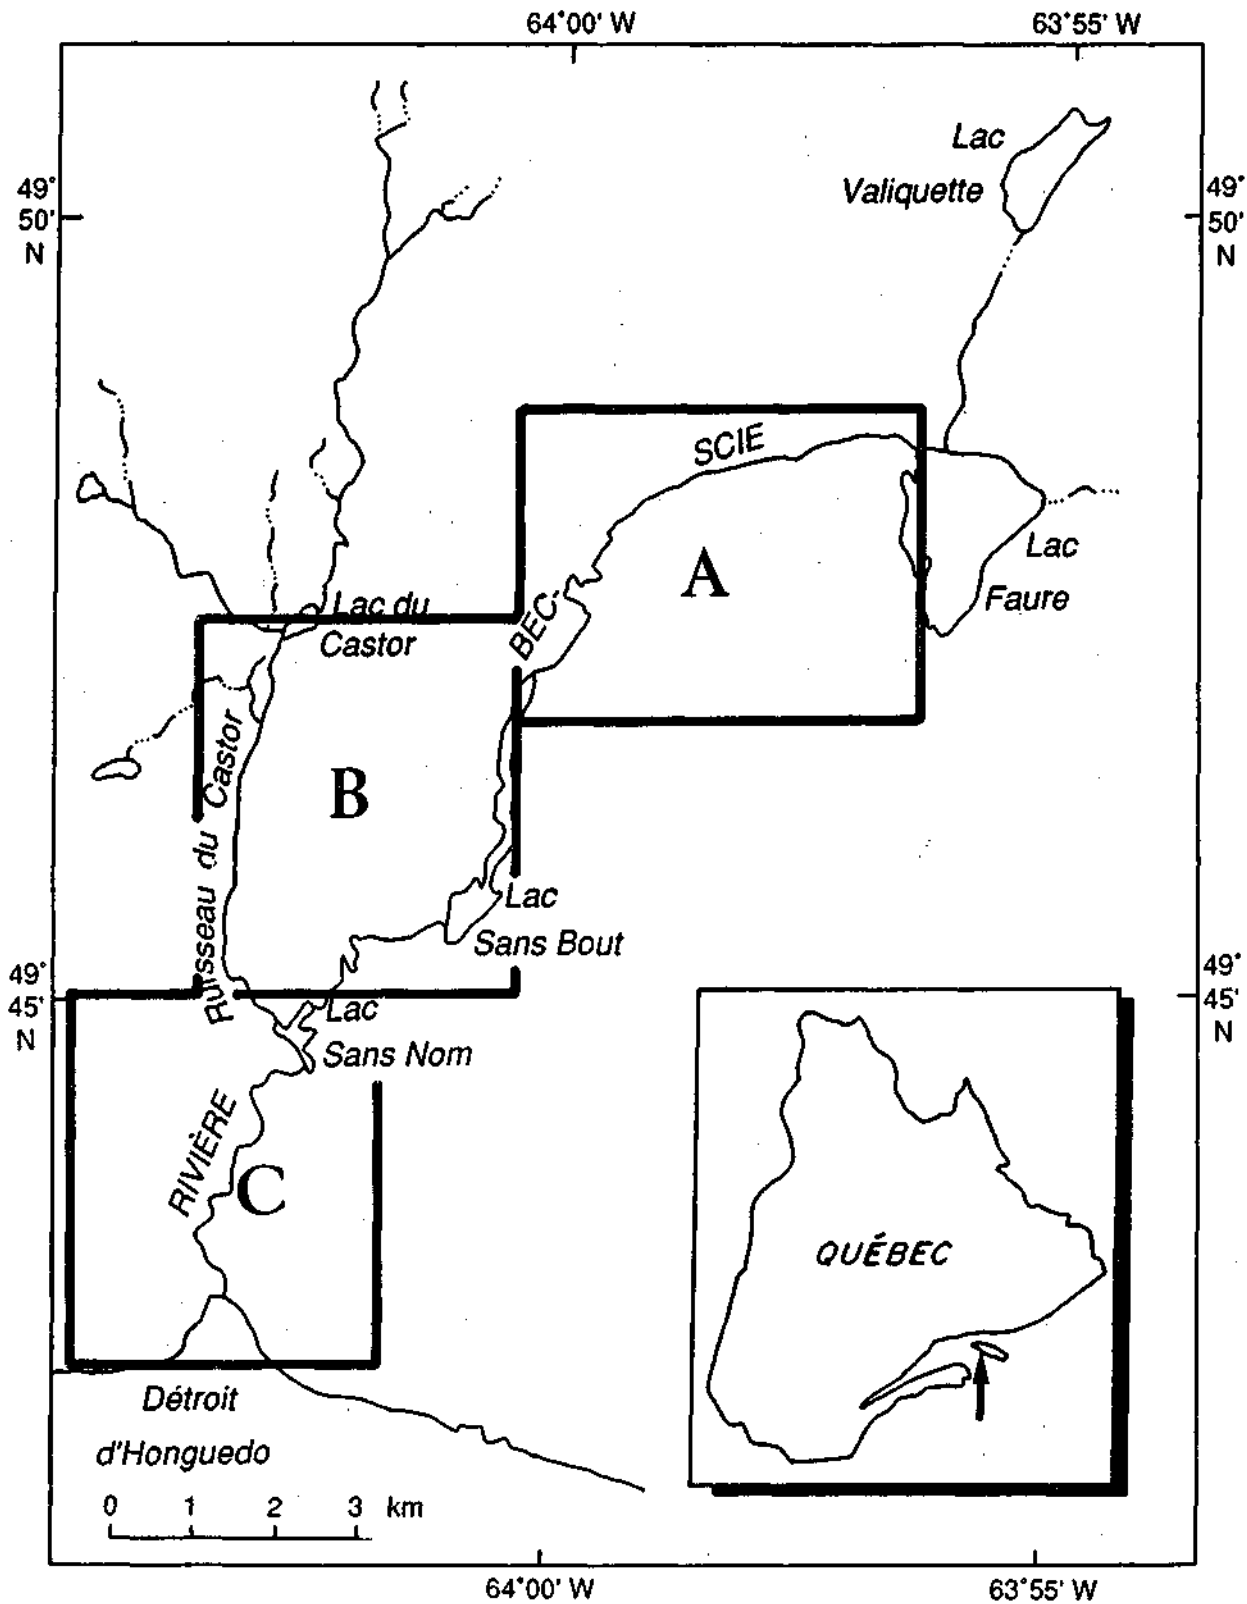 64°00' W
63°55' W
Lac
Valiquette
49°
50'
N
49°
50'
N
SCIE
A
Lac
Faure
BEC-
Lac du
Castor
Ruisseau du Castor
B
Lac
Sans Bout
49°
45'
N
49°
45'
N
Lac
Sans Nom
RIVIÈRE
C
QUÉBEC
Détroit
d'Honguedo
0 1 2 3 km
64°00' W
63°55' W